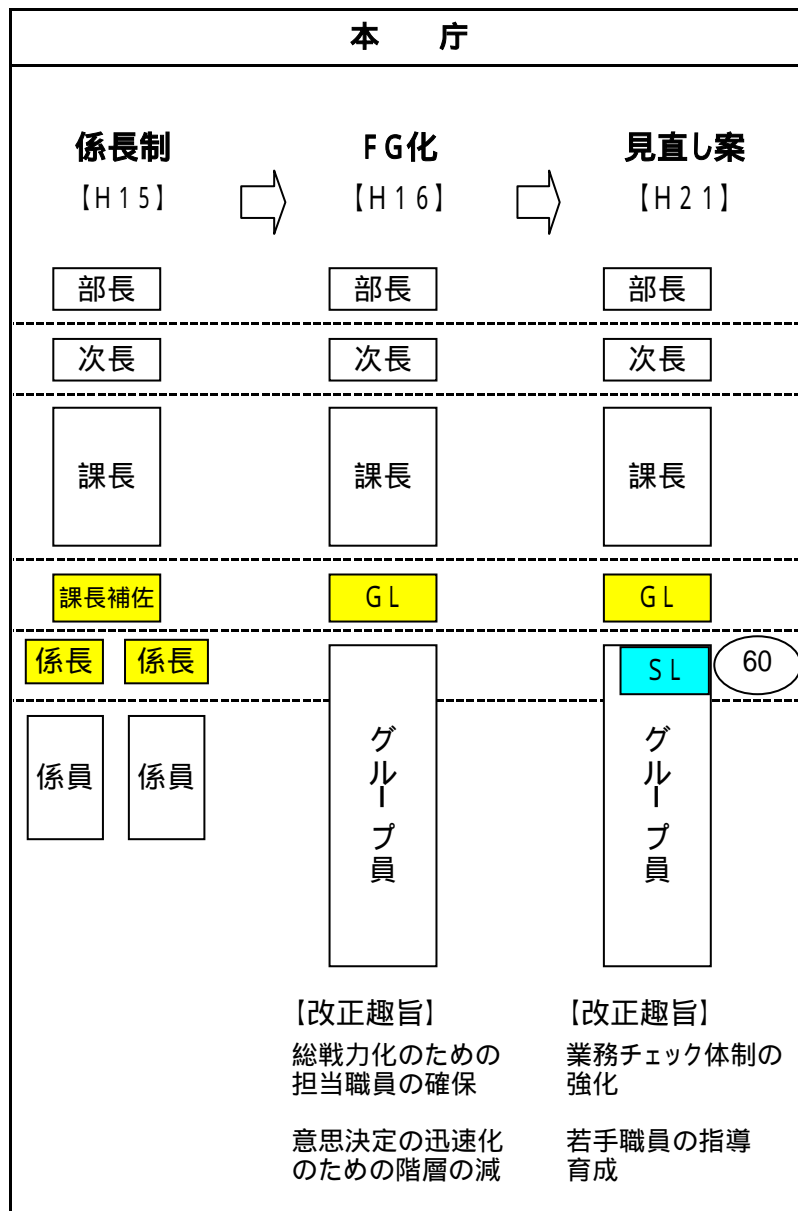 本 庁
係長制 FG化 見直し案
【H15】 【H16】 【H21】
部長 部長 部長
次長 次長 次長
課長 課長 課長
課長補佐 GL GL
係長 係長 SL 60
係員 係員 グループ員 グループ員
【改正趣旨】 【改正趣旨】
総戦力化のための 業務チェック体制の
担当職員の確保 強化
意思決定の迅速化 若手職員の指導
のための階層の減 育成